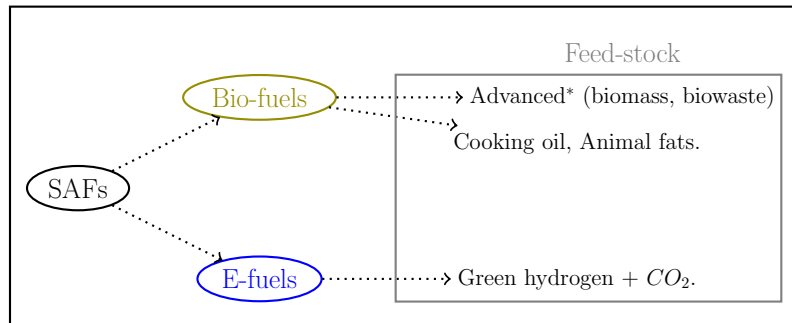 Feed-stock
Bio-fuels
Advanced* (biomass, biowaste)
Cooking oil, Animal fats.
SAFs
E-fuels
Green hydrogen + CO₂.